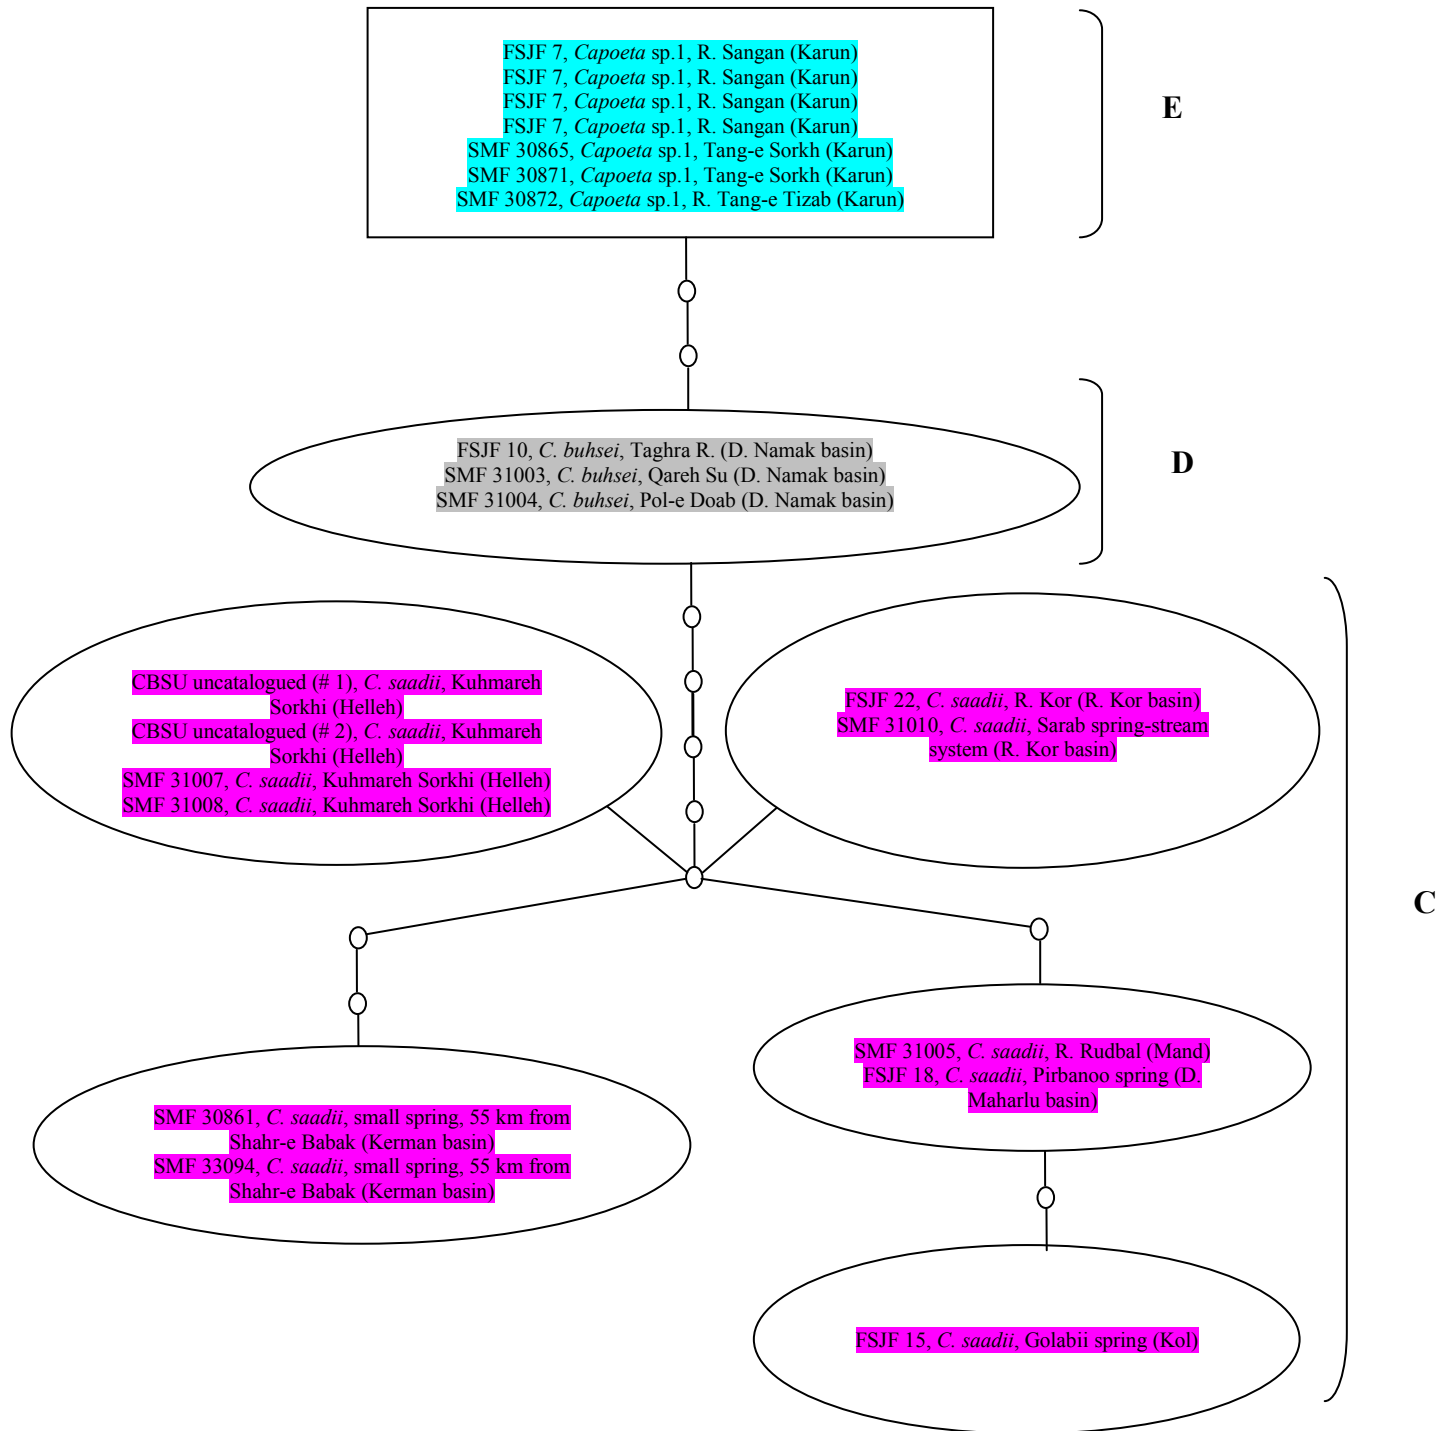 FSJF 7, Capoeta sp.1, R. Sangan (Karun)
FSJF 7, Capoeta sp.1, R. Sangan (Karun)
FSJF 7, Capoeta sp.1, R. Sangan (Karun)
FSJF 7, Capoeta sp.1, R. Sangan (Karun)
SMF 30865, Capoeta sp.1, Tang-e Sorkh (Karun)
SMF 30871, Capoeta sp.1, Tang-e Sorkh (Karun)
SMF 30872, Capoeta sp.1, R. Tang-e Tizab (Karun)
E
FSJF 10, C. buhsei, Taghra R. (D. Namak basin)
SMF 31003, C. buhsei, Qareh Su (D. Namak basin)
SMF 31004, C. buhsei, Pol-e Doab (D. Namak basin)
D
CBSU uncatalogued (# 1), C. saadii, Kuhmareh
Sorkhi (Helleh)
CBSU uncatalogued (# 2), C. saadii, Kuhmareh
Sorkhi (Helleh)
SMF 31007, C. saadii, Kuhmareh Sorkhi (Helleh)
SMF 31008, C. saadii, Kuhmareh Sorkhi (Helleh)
FSJF 22, C. saadii, R. Kor (R. Kor basin)
SMF 31010, C. saadii, Sarab spring-stream
system (R. Kor basin)
C
SMF 30861, C. saadii, small spring, 55 km from
Shahr-e Babak (Kerman basin)
SMF 33094, C. saadii, small spring, 55 km from
Shahr-e Babak (Kerman basin)
SMF 31005, C. saadii, R. Rudbal (Mand)
FSJF 18, C. saadii, Pirbanoo spring (D.
Maharlu basin)
FSJF 15, C. saadii, Golabii spring (Kol)